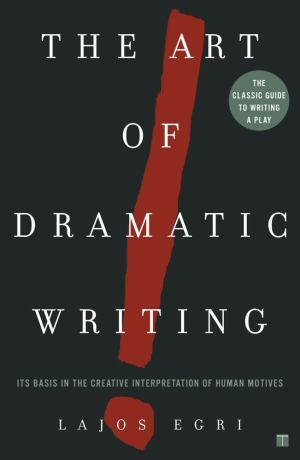 THE ART
OF
DRAMATIC
WRITING
THE
CLASSIC GUIDE
TO WRITING
A PLAY
ITS BASIS IN THE CREATIVE INTERPRETATION OF HUMAN MOTIVES
LAJOS EGRI
T